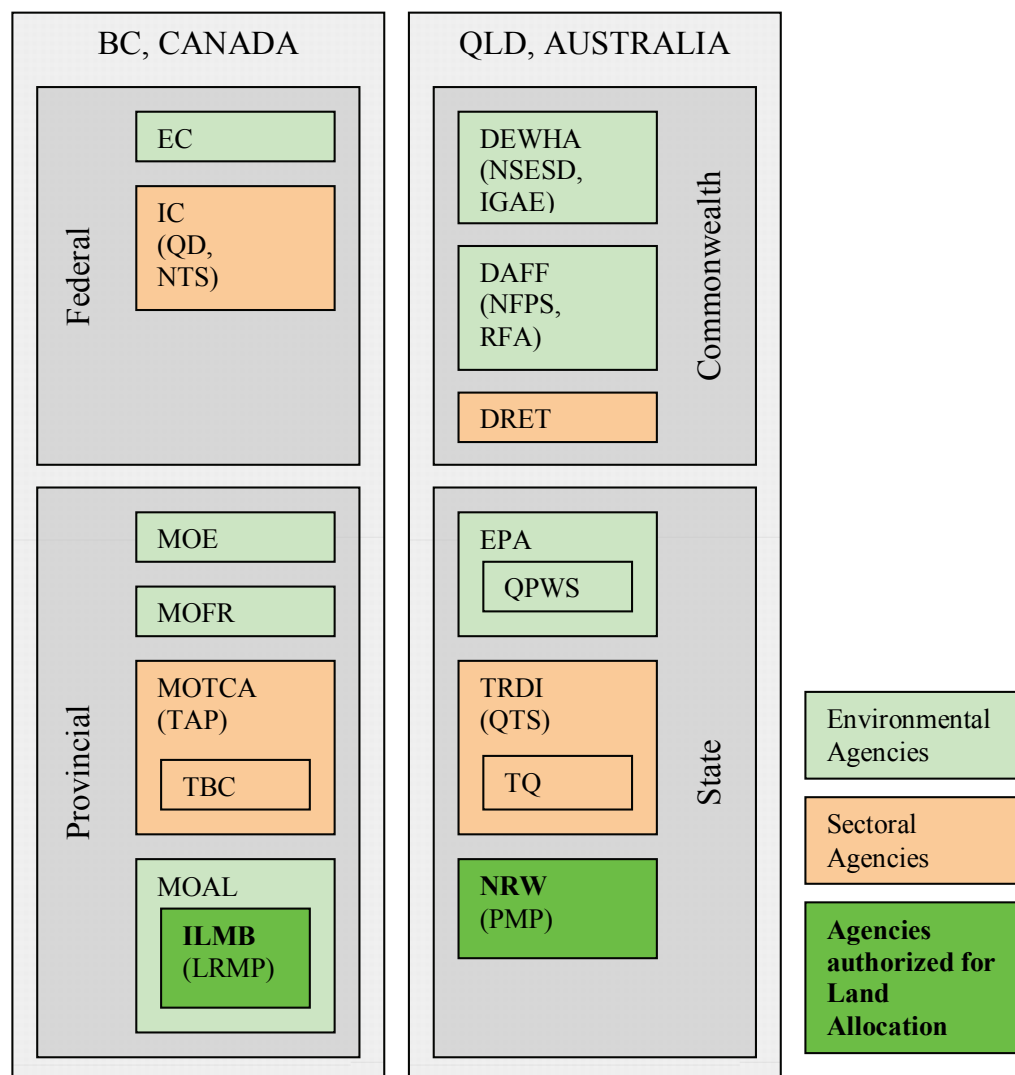 BC, CANADA
Federal
EC
IC
(QD,
NTS)
Provincial
MOE
MOFR
MOTCA
(TAP)
TBC
MOAL
ILMB
(LRMP)
QLD, AUSTRALIA
DEWHA
(NSESD,
IGAE)
DAFF
(NFPS,
RFA)
DRET
Commonwealth
EPA
QPWS
TRDI
(QTS)
TQ
NRW
(PMP)
State
Environmental
Agencies
Sectoral
Agencies
Agencies
authorized for
Land
Allocation